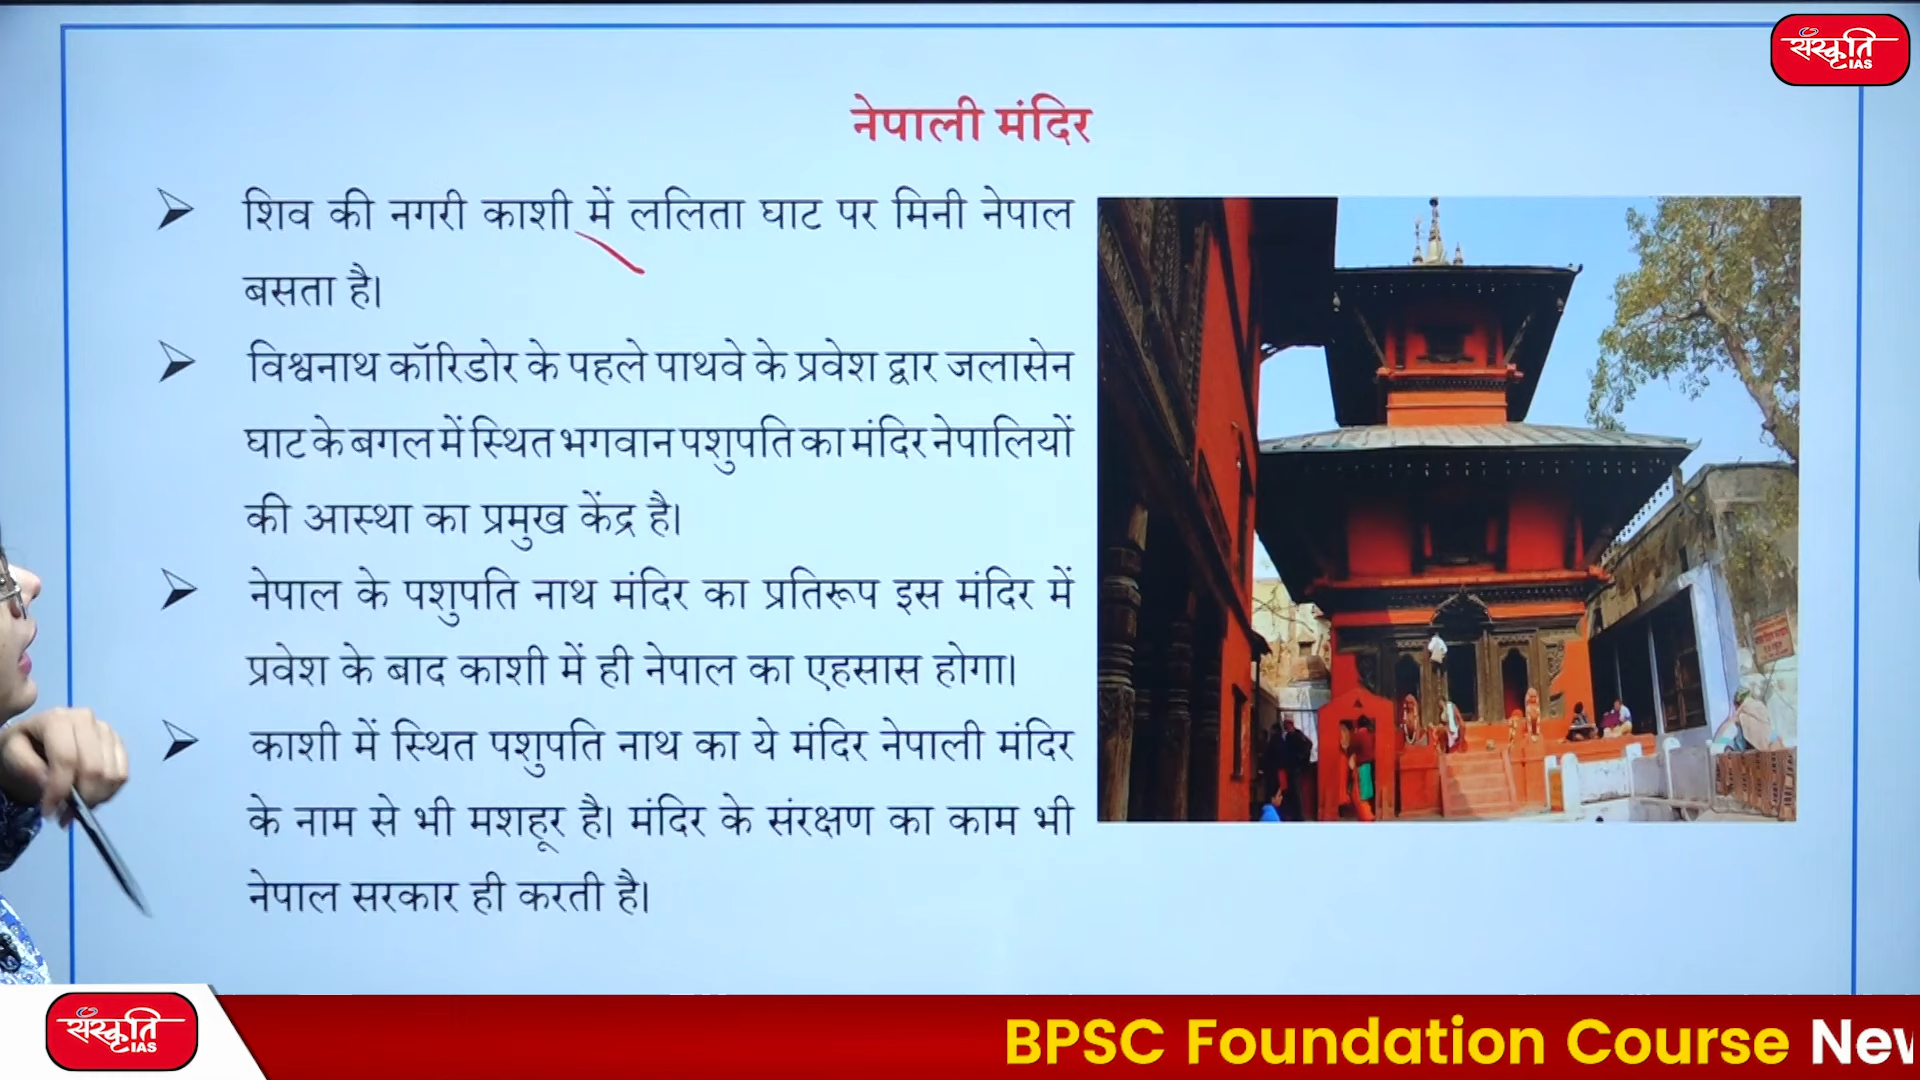 संस्कृति
IAS
नेपाली मंदिर
शिव की नगरी काशी में ललिता घाट पर मिनी नेपाल
बसता है।
विश्वनाथ कॉरिडोर के पहले पाथवे के प्रवेश द्वार जलासेन
घाट के बगल में स्थित भगवान पशुपति का मंदिर नेपालियों
की आस्था का प्रमुख केंद्र है।
नेपाल के पशुपति नाथ मंदिर का प्रतिरूप इस मंदिर में
प्रवेश के बाद काशी में ही नेपाल का एहसास होगा।
काशी में स्थित पशुपति नाथ का ये मंदिर नेपाली मंदिर
के नाम से भी मशहूर है। मंदिर के संरक्षण का काम भी
नेपाल सरकार ही करती है।
संस्कृति
IAS
BPSC Foundation Course New